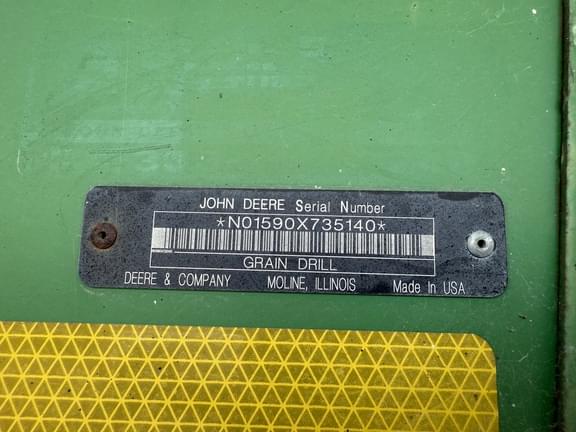 JOHN DEERE Serial Number
*N01590X735140*
GRAIN DRILL
DEERE & COMPANY MOLINE, ILLINOIS Made In USA